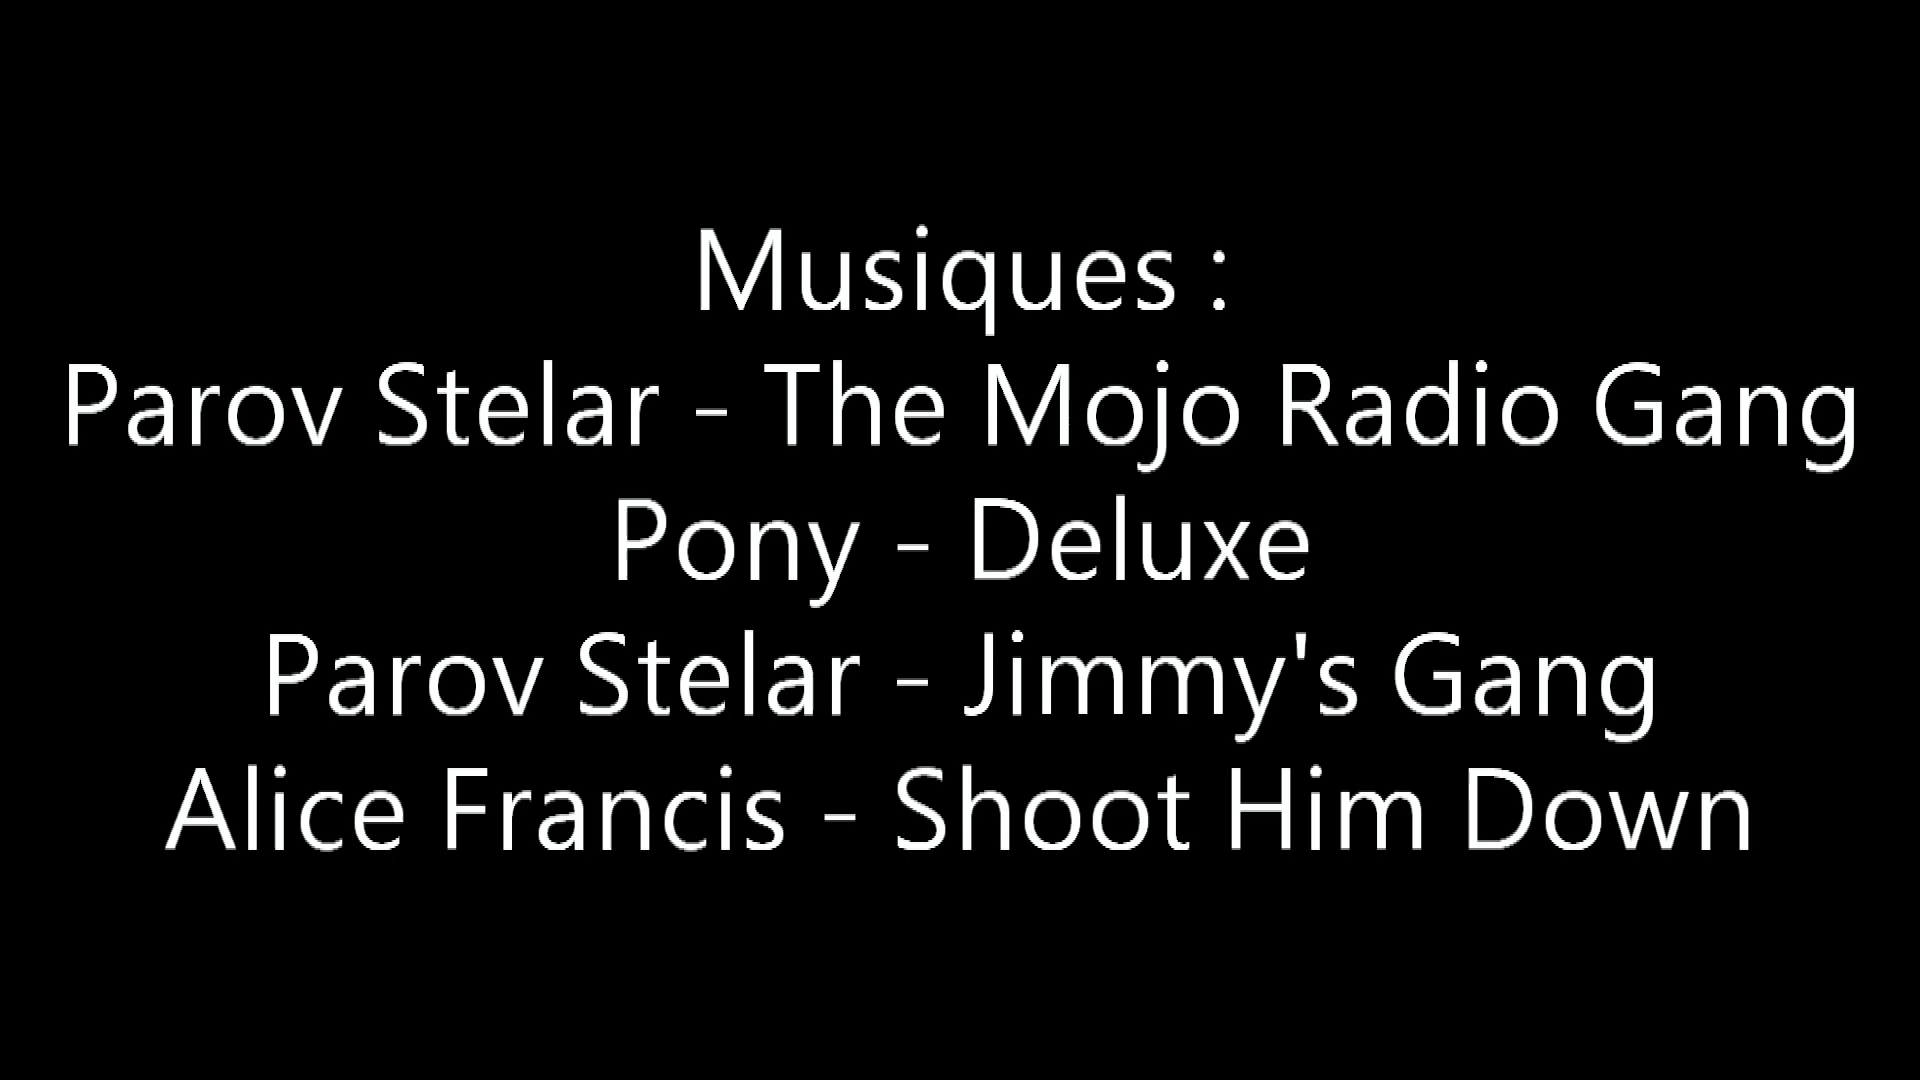 Musiques :
Parov Stelar - The Mojo Radio Gang
Pony - Deluxe
Parov Stelar - Jimmy's Gang
Alice Francis - Shoot Him Down